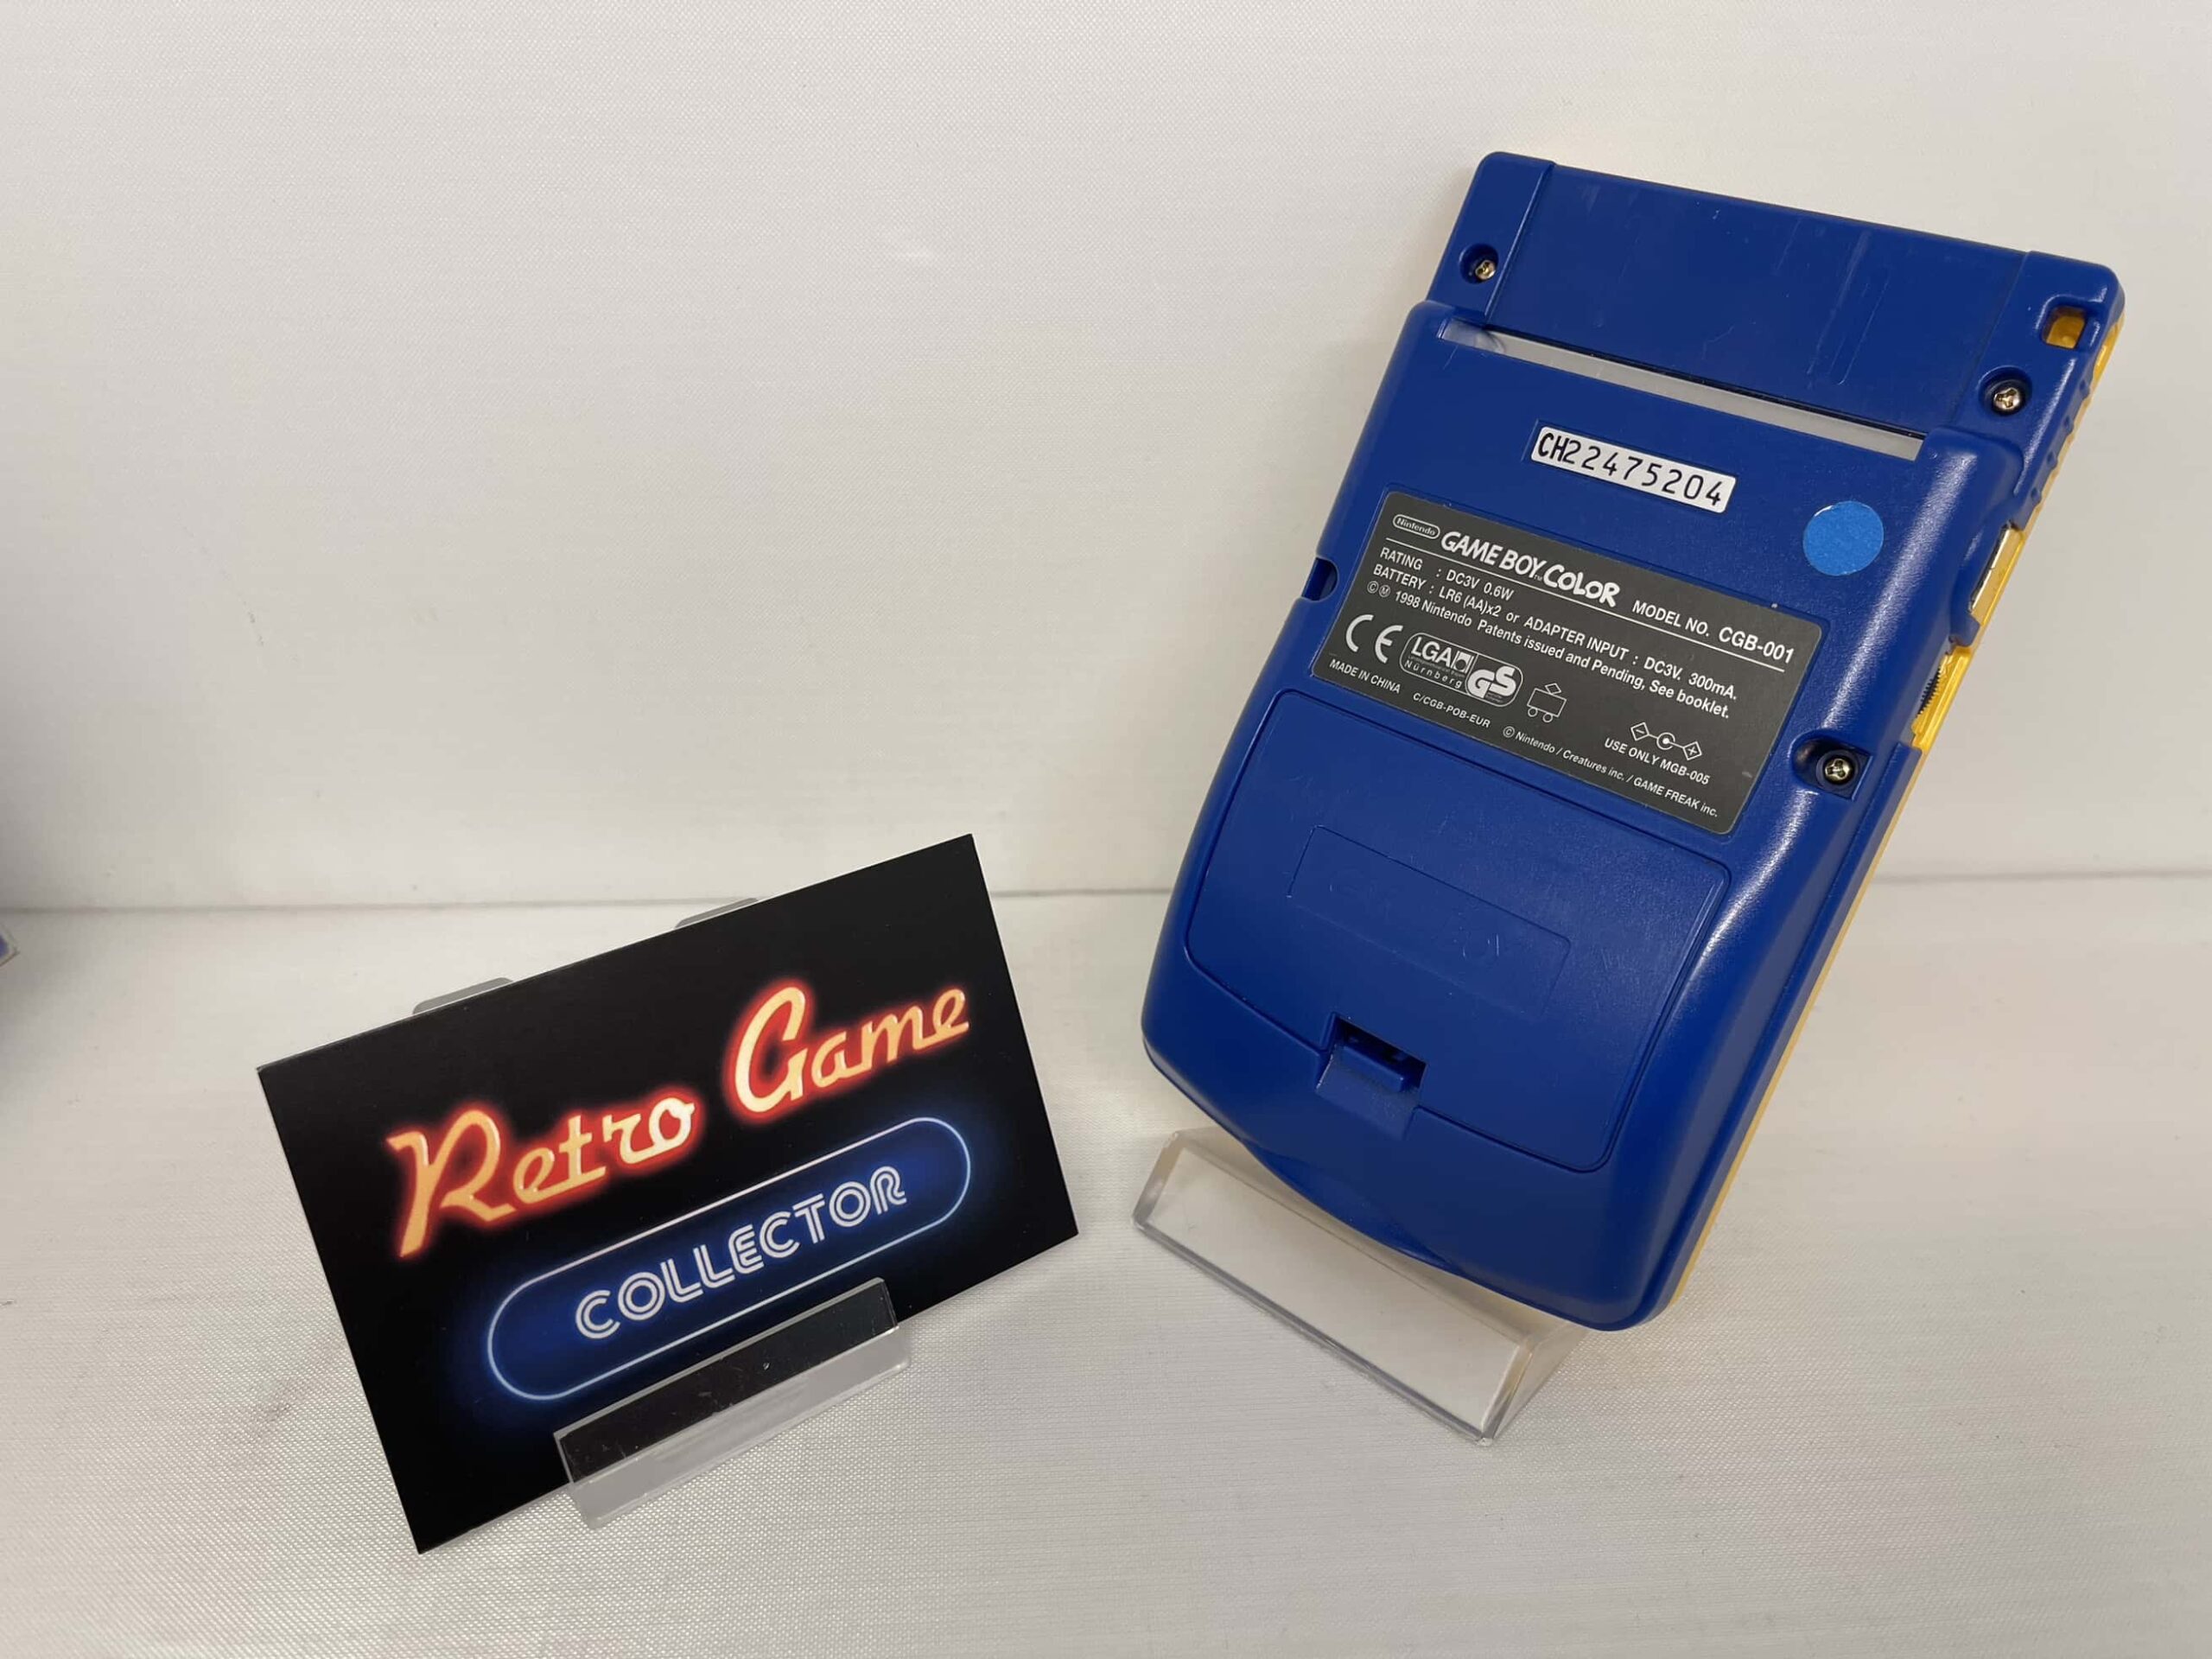 Retro Game
COLLECTOR
CH22475204
Nintendo GAME BOY COLOR MODEL NO. CGB-001
RATING : DC3V 0.6W
BATTERY : LR6 (AA)x2 or ADAPTER INPUT : DC3V, 300mA.
©Ⓜ 1998 Nintendo Patents issued and Pending, See booklet.
CE LGA Nürnberg GS
MADE IN CHINA C/CGB-POB-EUR USE ONLY MGB-005
© Nintendo / Creatures inc. / GAME FREAK inc.